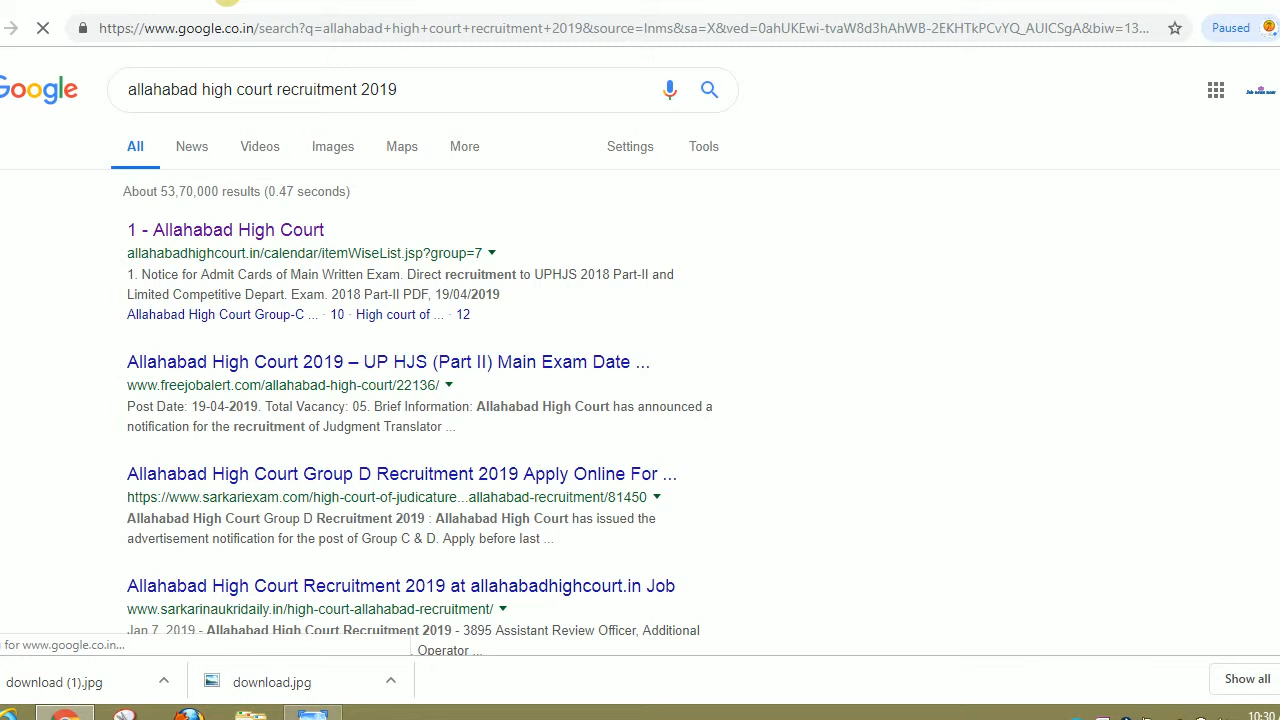 https://www.google.co.in/search?q=allahabad+high+court+recruitment+2019&source=lnms&sa=X&ved=0ahUKEwi-tvaW8d3hAhWB-2EKHTkPCvYQ_AUICSgA&biw=13...
Paused
Google
allahabad high court recruitment 2019
All News Videos Images Maps More Settings Tools
About 53,70,000 results (0.47 seconds)
1 - Allahabad High Court
allahabadhighcourt.in/calendar/itemWiseList.jsp?group=7
1. Notice for Admit Cards of Main Written Exam. Direct recruitment to UPHJS 2018 Part-II and
Limited Competitive Depart. Exam. 2018 Part-II PDF, 19/04/2019
Allahabad High Court Group-C ... · 10 · High court of ... · 12
Allahabad High Court 2019 – UP HJS (Part II) Main Exam Date ...
www.freejobalert.com/allahabad-high-court/22136/
Post Date: 19-04-2019. Total Vacancy: 05. Brief Information: Allahabad High Court has announced a
notification for the recruitment of Judgment Translator ...
Allahabad High Court Group D Recruitment 2019 Apply Online For ...
https://www.sarkariexam.com/high-court-of-judicature...allahabad-recruitment/81450
Allahabad High Court Group D Recruitment 2019 : Allahabad High Court has issued the
advertisement notification for the post of Group C & D. Apply before last ...
Allahabad High Court Recruitment 2019 at allahabadhighcourt.in Job
www.sarkarinaukridaily.in/high-court-allahabad-recruitment/
Jan 7, 2019 - Allahabad High Court Recruitment 2019 - 3895 Assistant Review Officer, Additional
for www.google.co.in...
. Operator ...
download (1).jpg
download.jpg
Show all
10:30